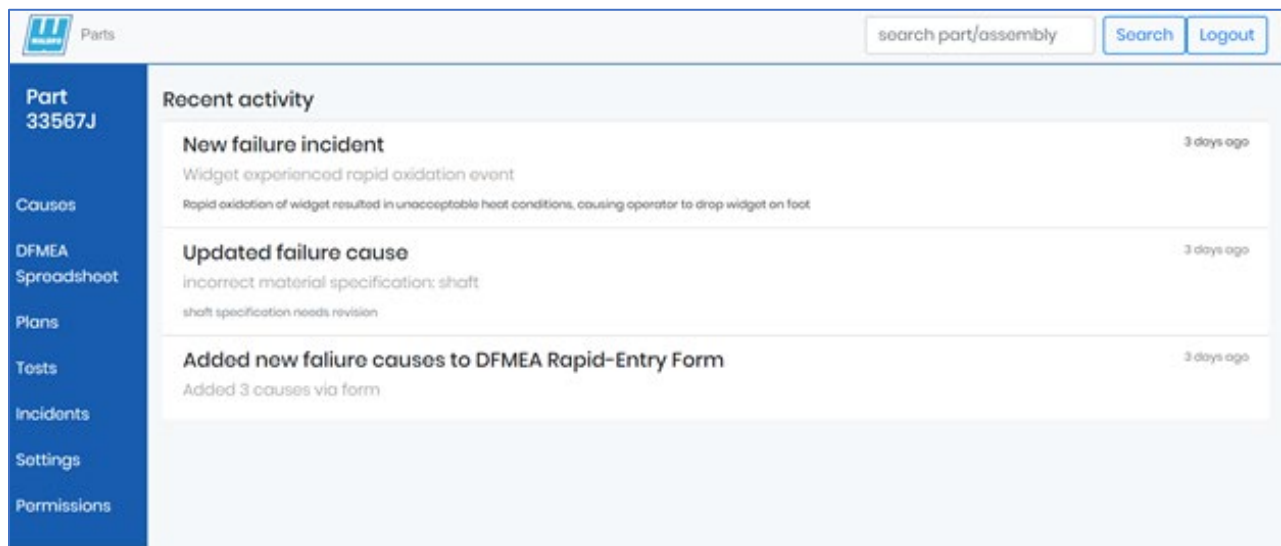 Parts
search part/assembly
Search
Logout
Part
33567J
Causes
DFMEA
Spreadsheet
Plans
Tests
Incidents
Settings
Permissions
Recent activity
New failure incident
3 days ago
Widget experienced rapid oxidation event
Rapid oxidation of widget resulted in unacceptable heat conditions, causing operator to drop widget on foot
Updated failure cause
3 days ago
incorrect material specification: shaft
shaft specification needs revision
Added new faliure causes to DFMEA Rapid-Entry Form
3 days ago
Added 3 causes via form